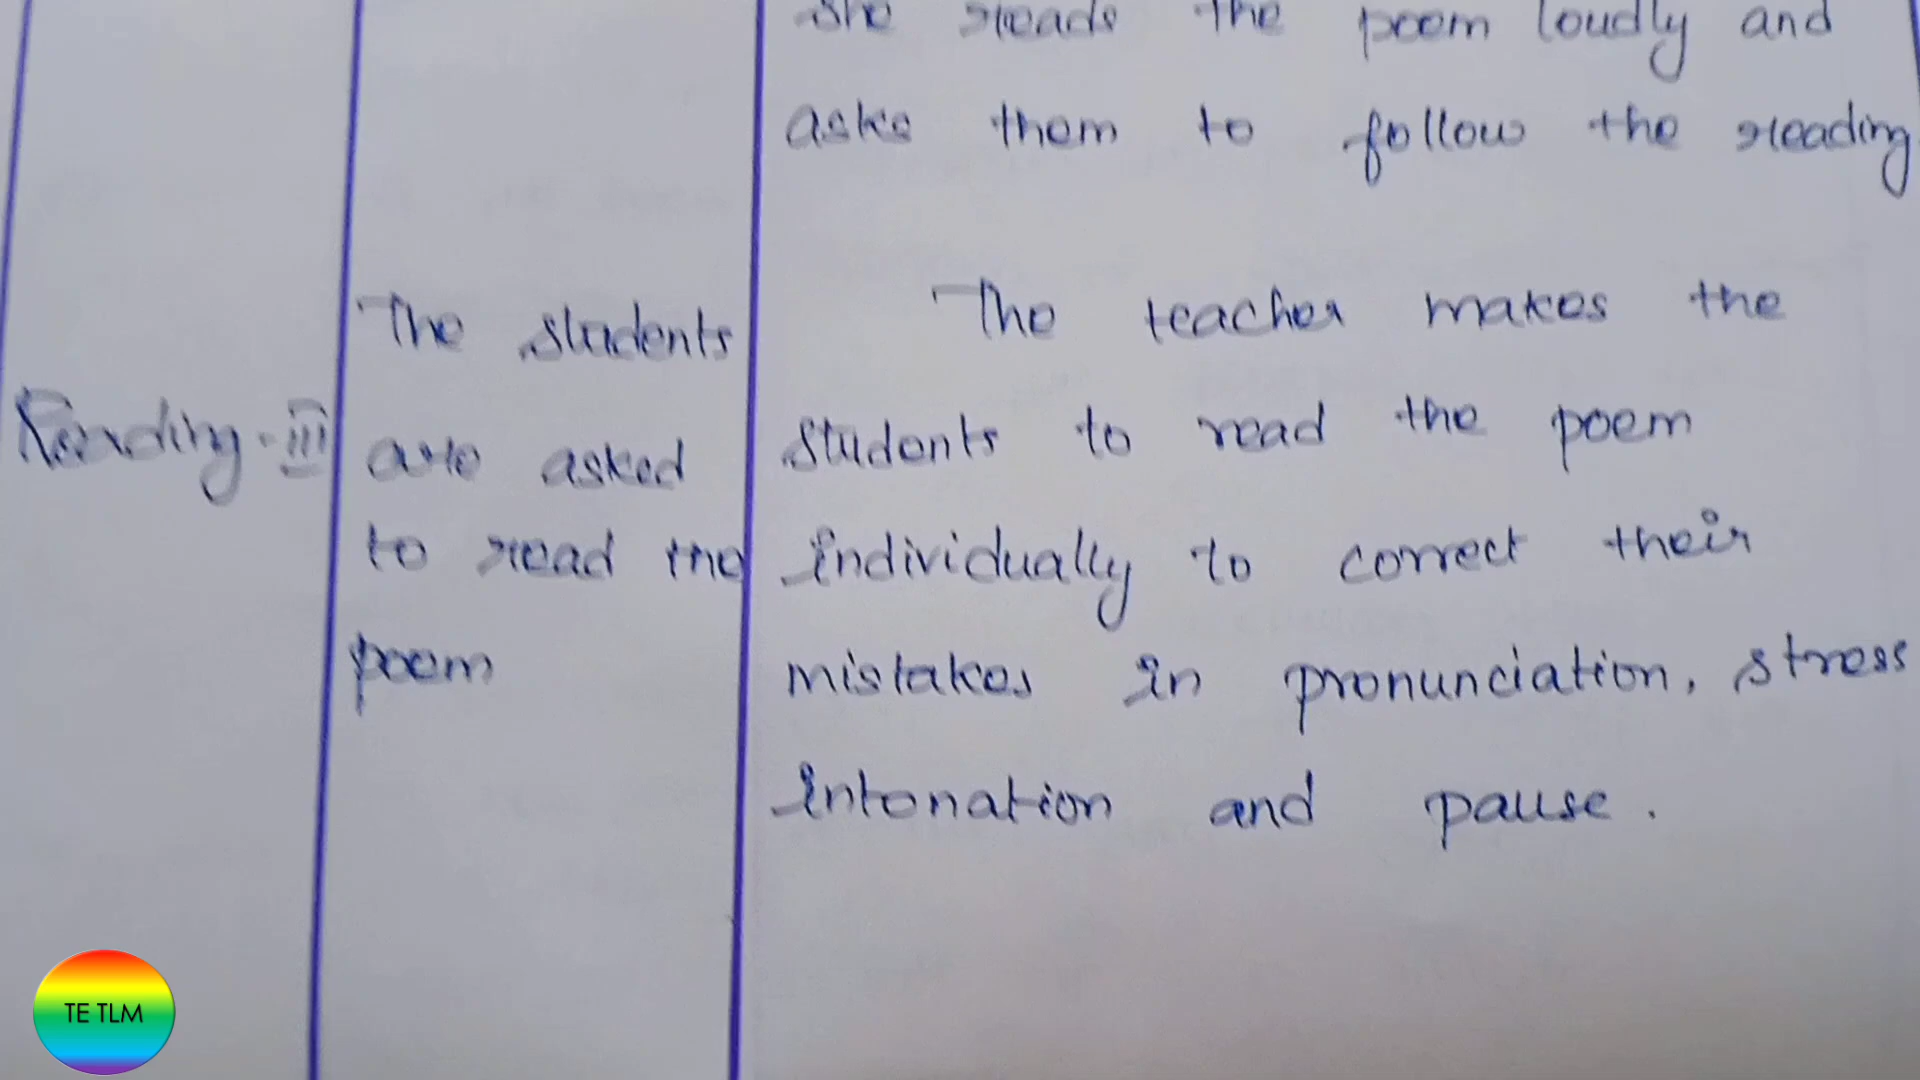 She reads the poem loudly and
asks them to follow the reading
Reading-III
The students
are asked
to read the
poem
The teacher makes the
students to read the poem
individually to correct their
mistakes in pronunciation, stress
intonation and pause.
TE TLM